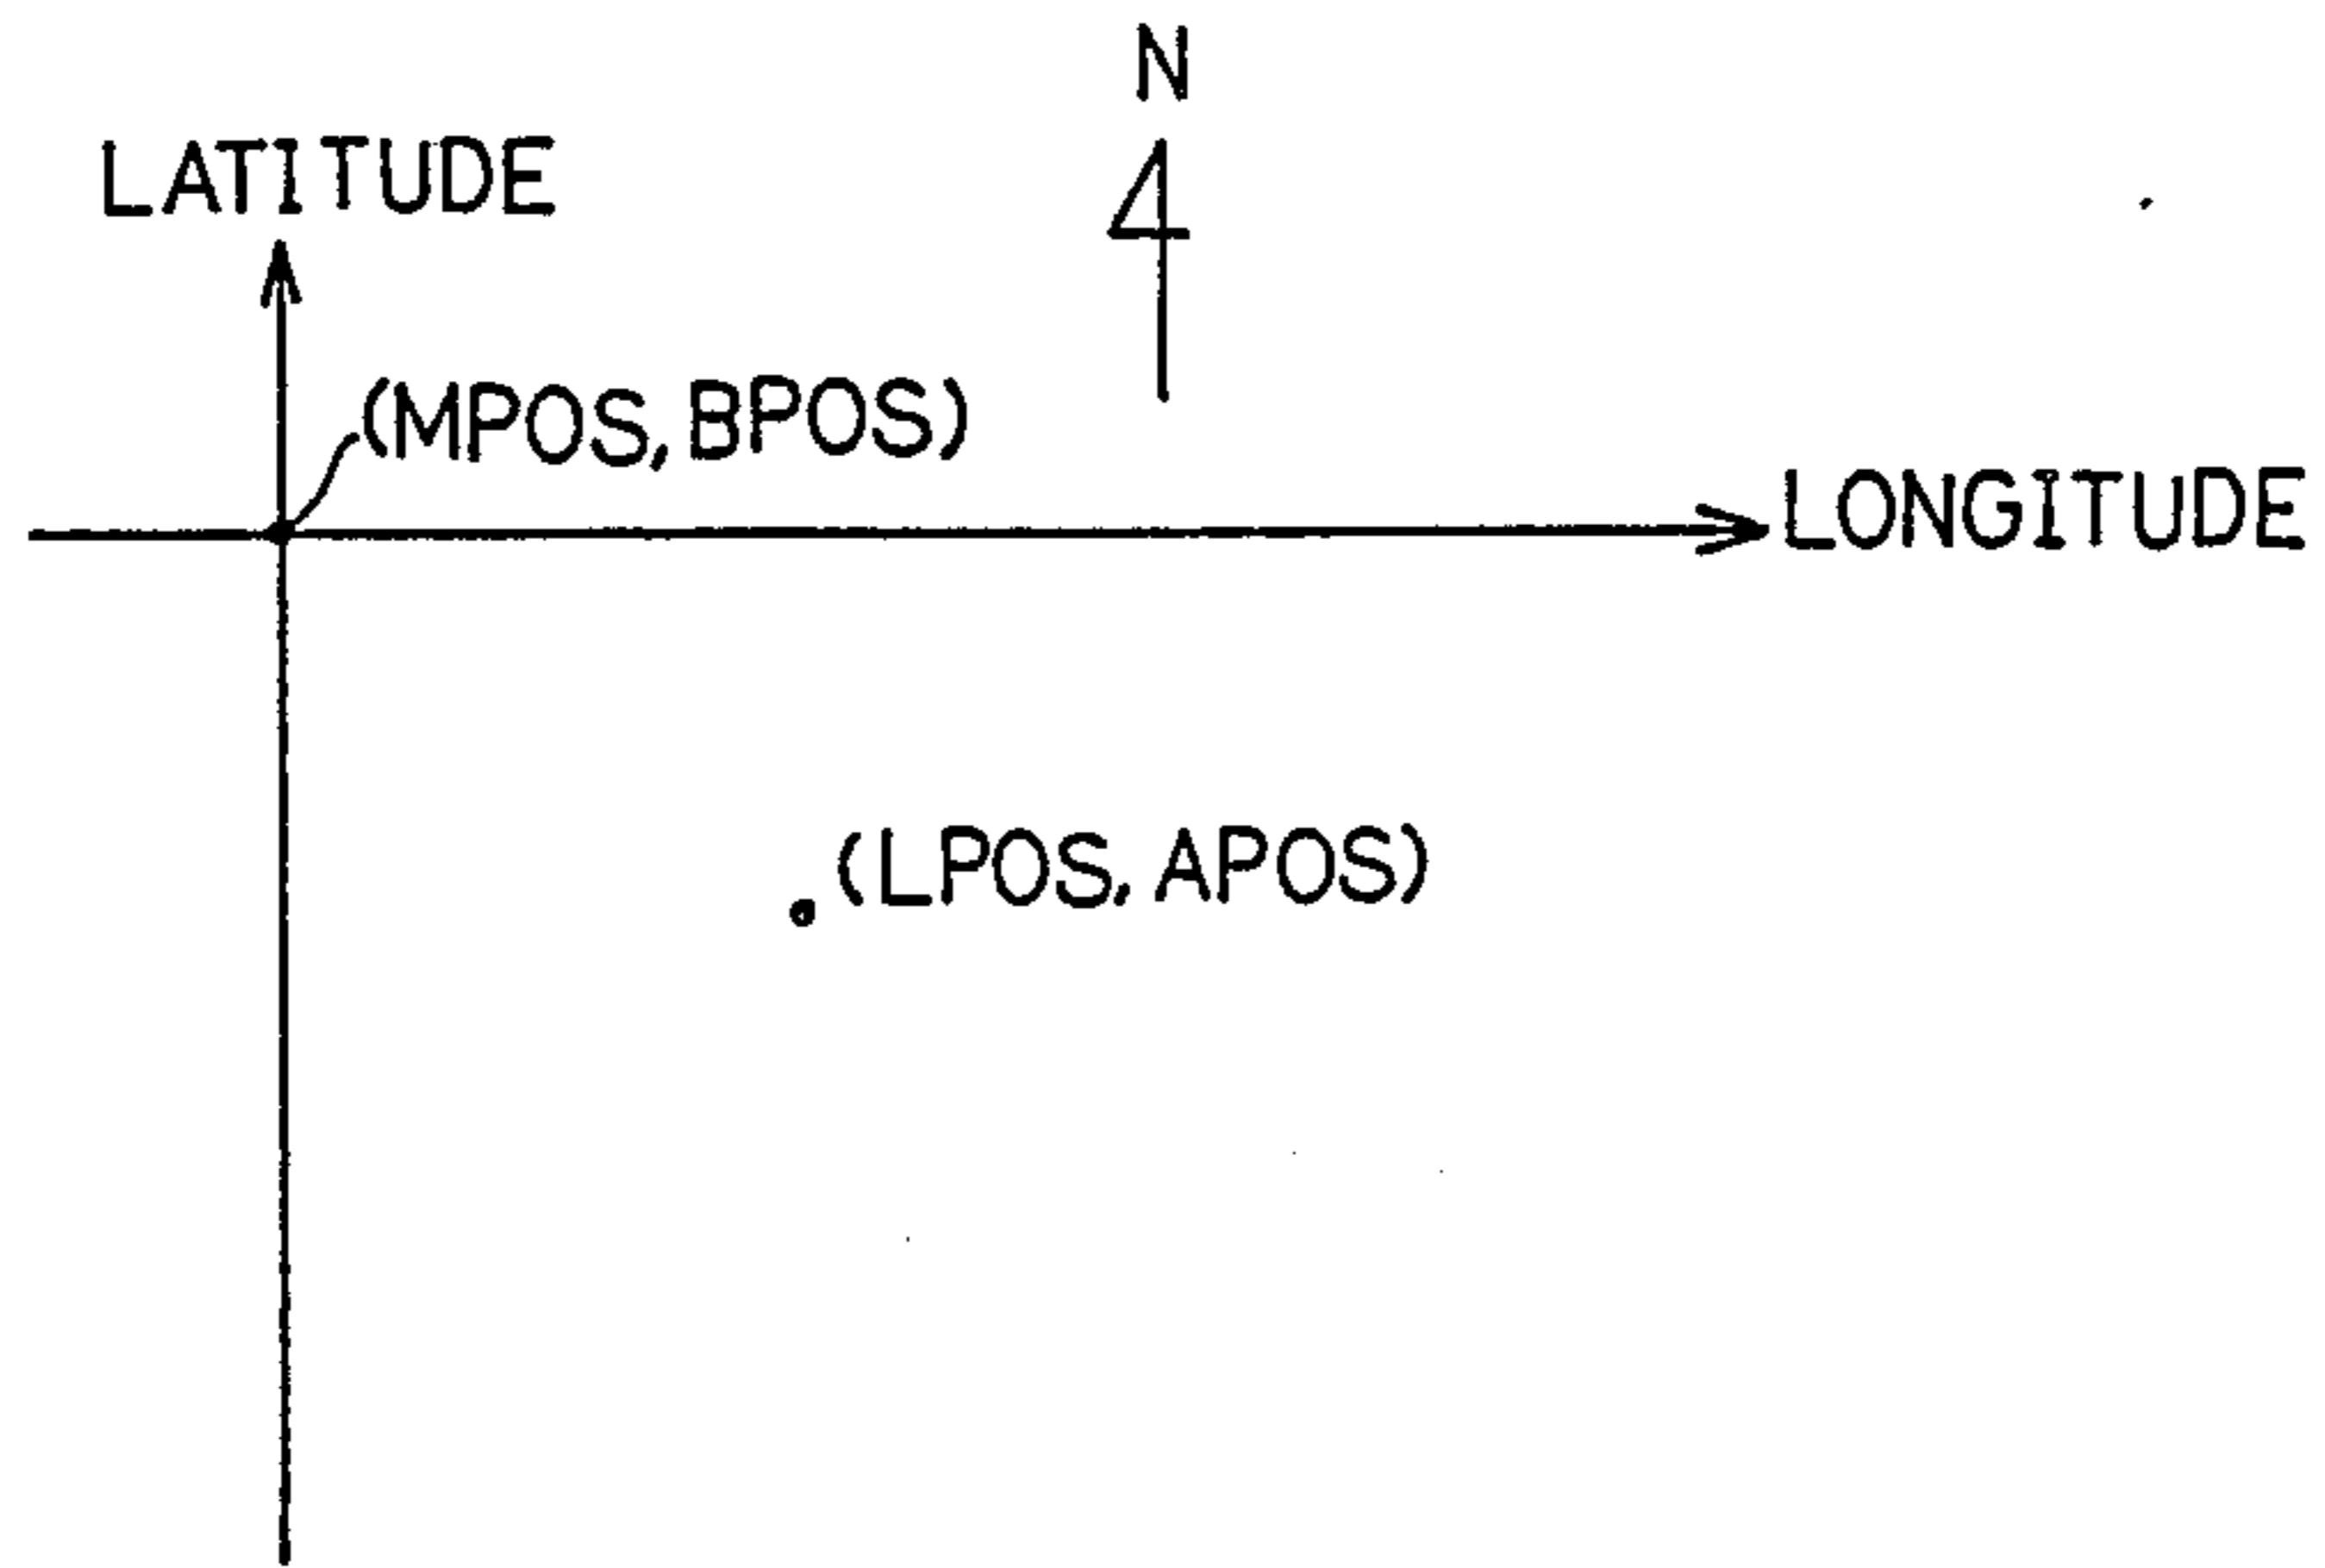 N
LATITUDE
(MPOS,BPOS)
LONGITUDE
(LPOS, APOS)